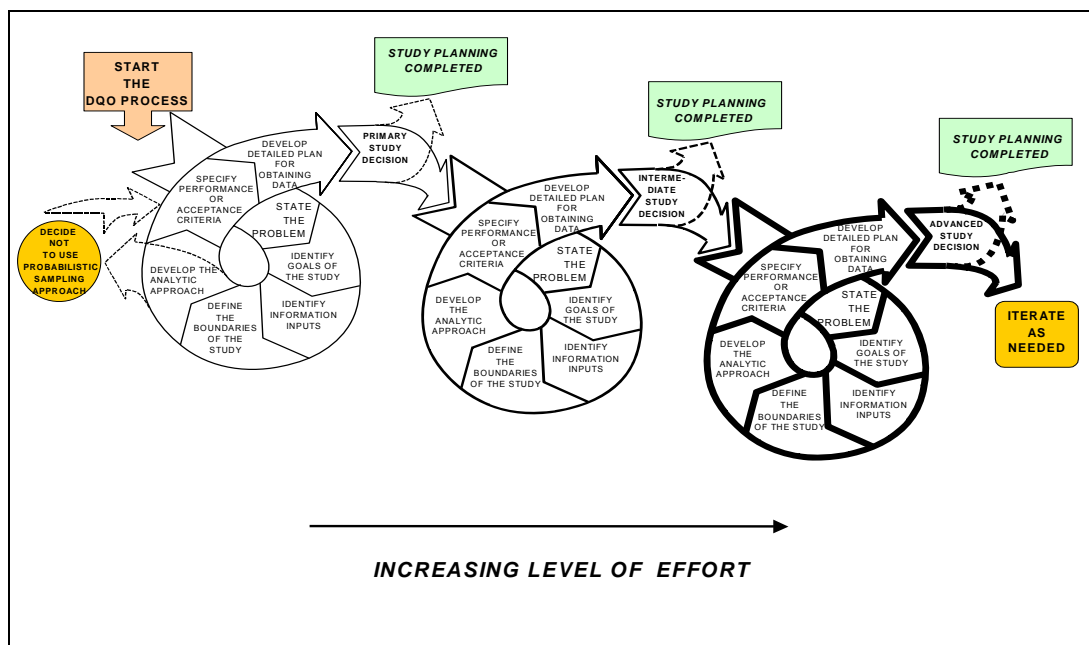 START
THE
DQO PROCESS
STUDY PLANNING
COMPLETED
PRIMARY
STUDY
DECISION
DECIDE
NOT
TO USE
PROBABILISTIC
SAMPLING
APPROACH
DEVELOP
DETAILED PLAN
FOR
OBTAINING
DATA
SPECIFY
PERFORMANCE
OR
ACCEPTANCE
CRITERIA
STATE
THE
PROBLEM
IDENTIFY
GOALS OF
THE STUDY
DEVELOP THE
ANALYTIC
APPROACH
DEFINE
THE
BOUNDARIES
OF THE
STUDY
IDENTIFY
INFORMATION
INPUTS
STUDY PLANNING
COMPLETED
INTERME-
DIATE STUDY
DECISION
DEVELOP
DETAILED PLAN
FOR
OBTAINING
DATA
SPECIFY
PERFORMANCE
OR
ACCEPTANCE
CRITERIA
STATE
THE
PROBLEM
IDENTIFY
GOALS OF
THE STUDY
DEVELOP
THE
ANALYTIC
APPROACH
DEFINE
THE
BOUNDARIES
OF THE STUDY
IDENTIFY
INFORMATION
INPUTS
STUDY PLANNING
COMPLETED
ADVANCED
STUDY
DECISION
DEVELOP
DETAILED PLAN
FOR
OBTAINING
DATA
SPECIFY
PERFORMANCE
OR
ACCEPTANCE
CRITERIA
STATE
THE
PROBLEM
IDENTIFY
GOALS OF
THE STUDY
DEVELOP
THE
ANALYTIC
APPROACH
DEFINE
THE
BOUNDARIES
OF THE STUDY
IDENTIFY
INFORMATION
INPUTS
ITERATE
AS
NEEDED
INCREASING LEVEL OF EFFORT